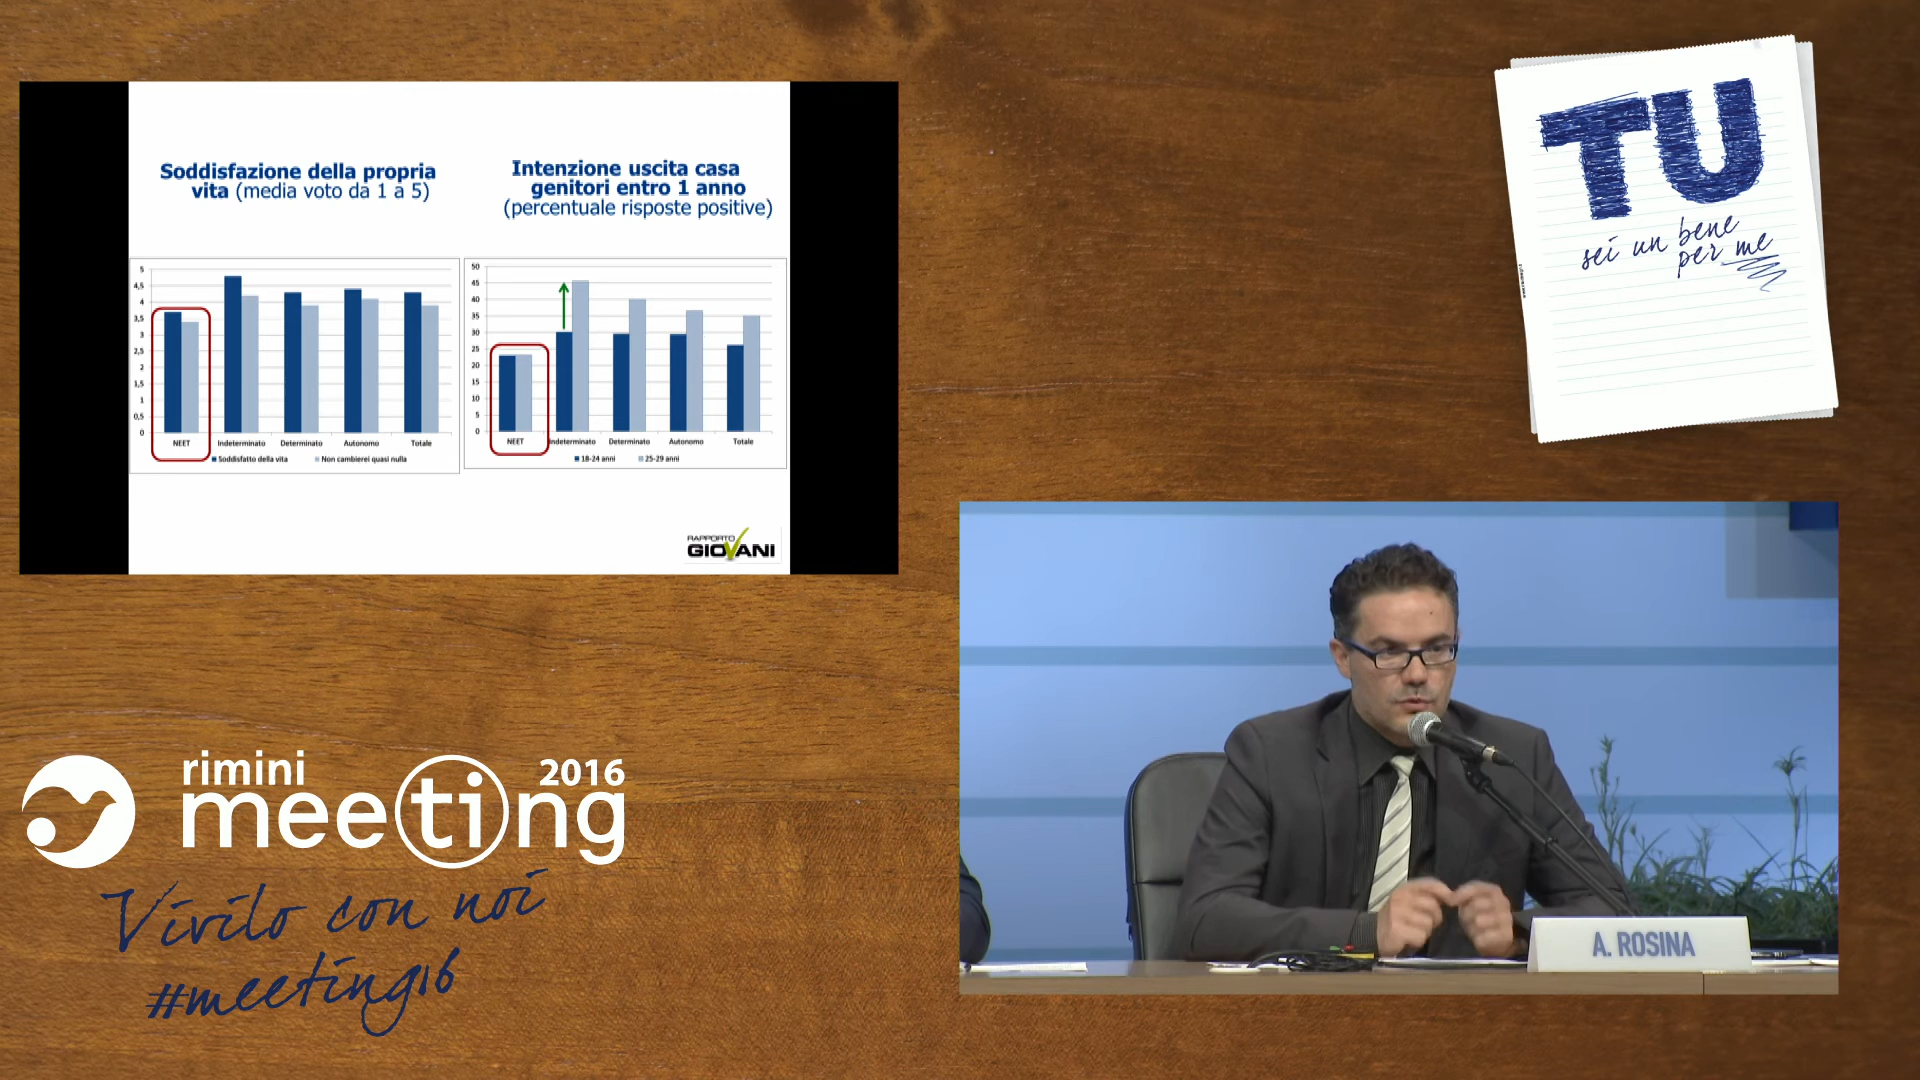 Soddisfazione della propria
vita (media voto da 1 a 5)
Intenzione uscita casa
genitori entro 1 anno
(percentuale risposte positive)
5
4,5
4
3,5
3
2,5
2
1,5
1
0,5
0
NEET Indeterminato Determinato Autonomo Totale
Soddisfatto della vita Non cambierei quasi nulla
50
45
40
35
30
25
20
15
10
5
0
NEET Indeterminato Determinato Autonomo Totale
18-24 anni 25-29 anni
RAPPORTO
GIOVANI
TU
sei un bene
per me
rimini
meeting 2016
Vivilo con noi
#meeting16
A. ROSINA